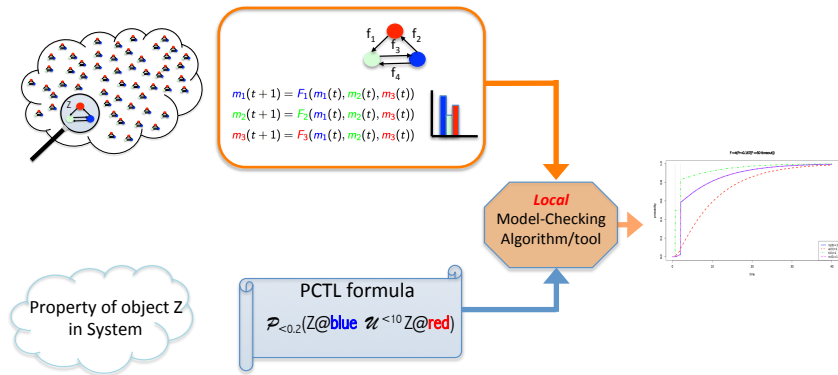 Z
f₁
f₂
f₃
f₄
m₁(t + 1) = F₁(m₁(t), m₂(t), m₃(t))
m₂(t + 1) = F₂(m₁(t), m₂(t), m₃(t))
m₃(t + 1) = F₃(m₁(t), m₂(t), m₃(t))
Local
Model-Checking
Algorithm/tool
probability
time
Property of object Z
in System
PCTL formula
𝒫<0.2(Z@blue 𝒰<10 Z@red)